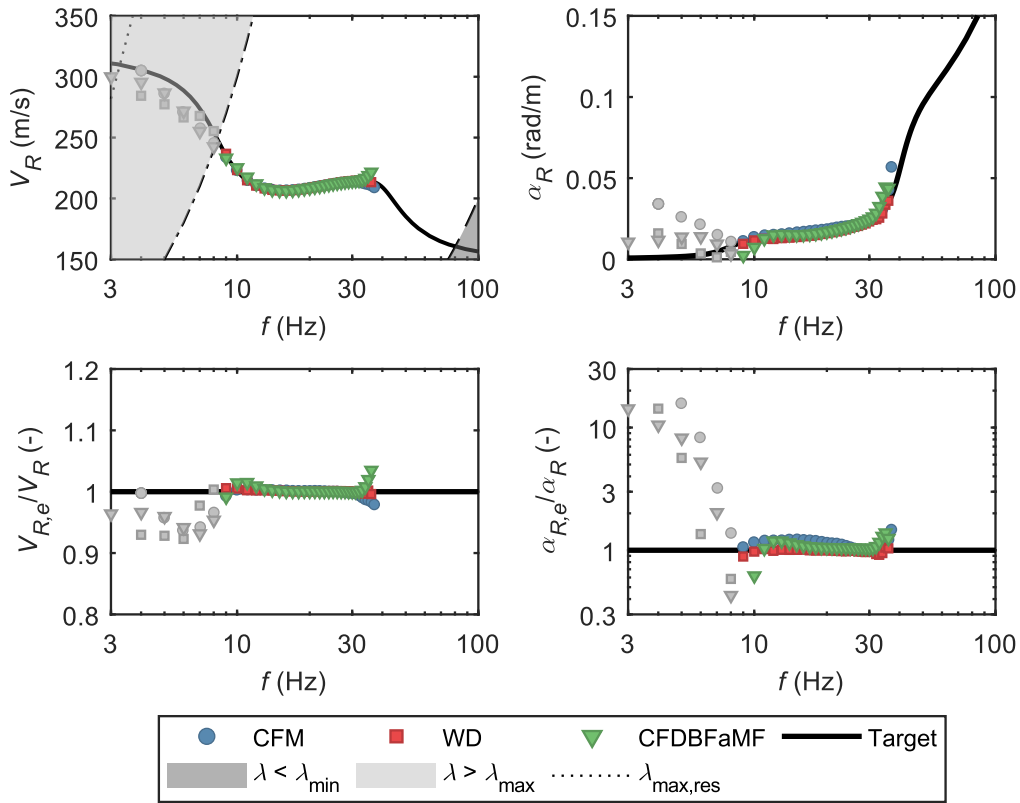 350
300
250
200
150
V_R (m/s)
3 10 30 100
f (Hz)
0.15
0.1
0.05
0
α_R (rad/m)
3 10 30 100
f (Hz)
1.2
1.1
1
0.9
0.8
V_R,e/V_R (-)
3 10 30 100
f (Hz)
30
10
3
1
0.3
α_R,e/α_R (-)
3 10 30 100
f (Hz)
CFM WD CFDBFaMF Target
λ < λ_min λ > λ_max λ_max,res